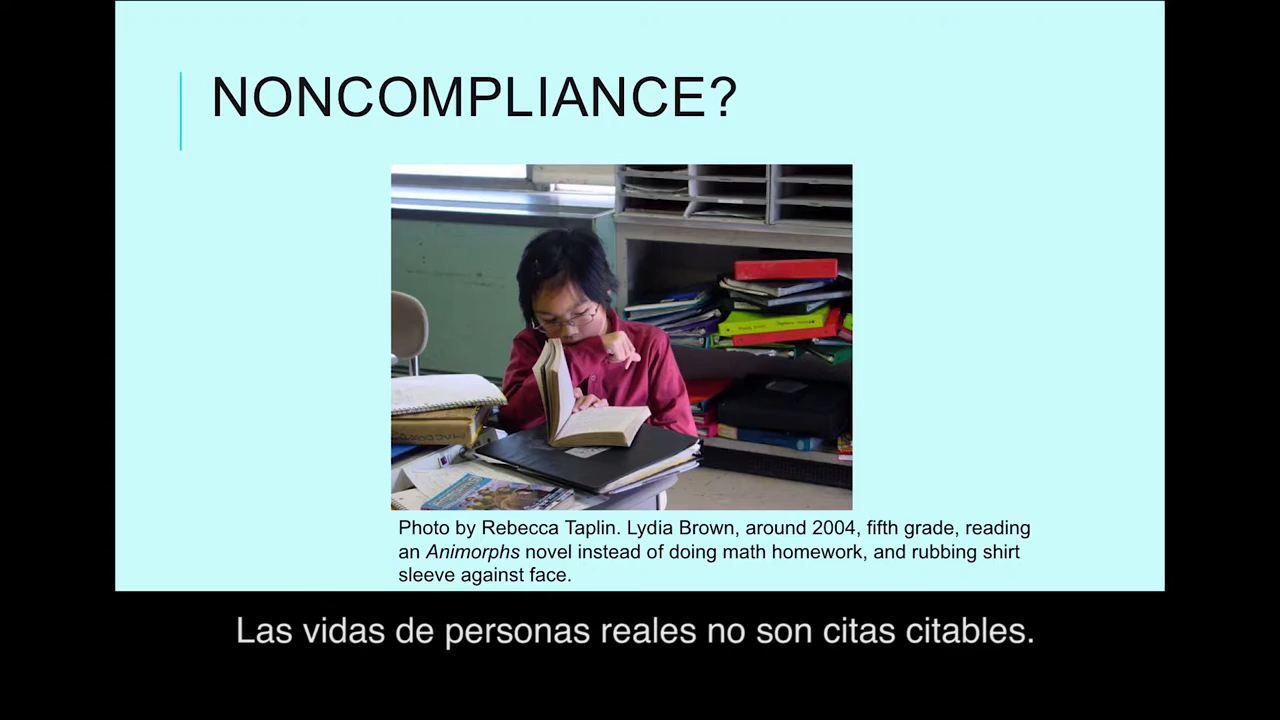 NONCOMPLIANCE?
Photo by Rebecca Taplin. Lydia Brown, around 2004, fifth grade, reading
an Animorphs novel instead of doing math homework, and rubbing shirt
sleeve against face.
Las vidas de personas reales no son citas citables.